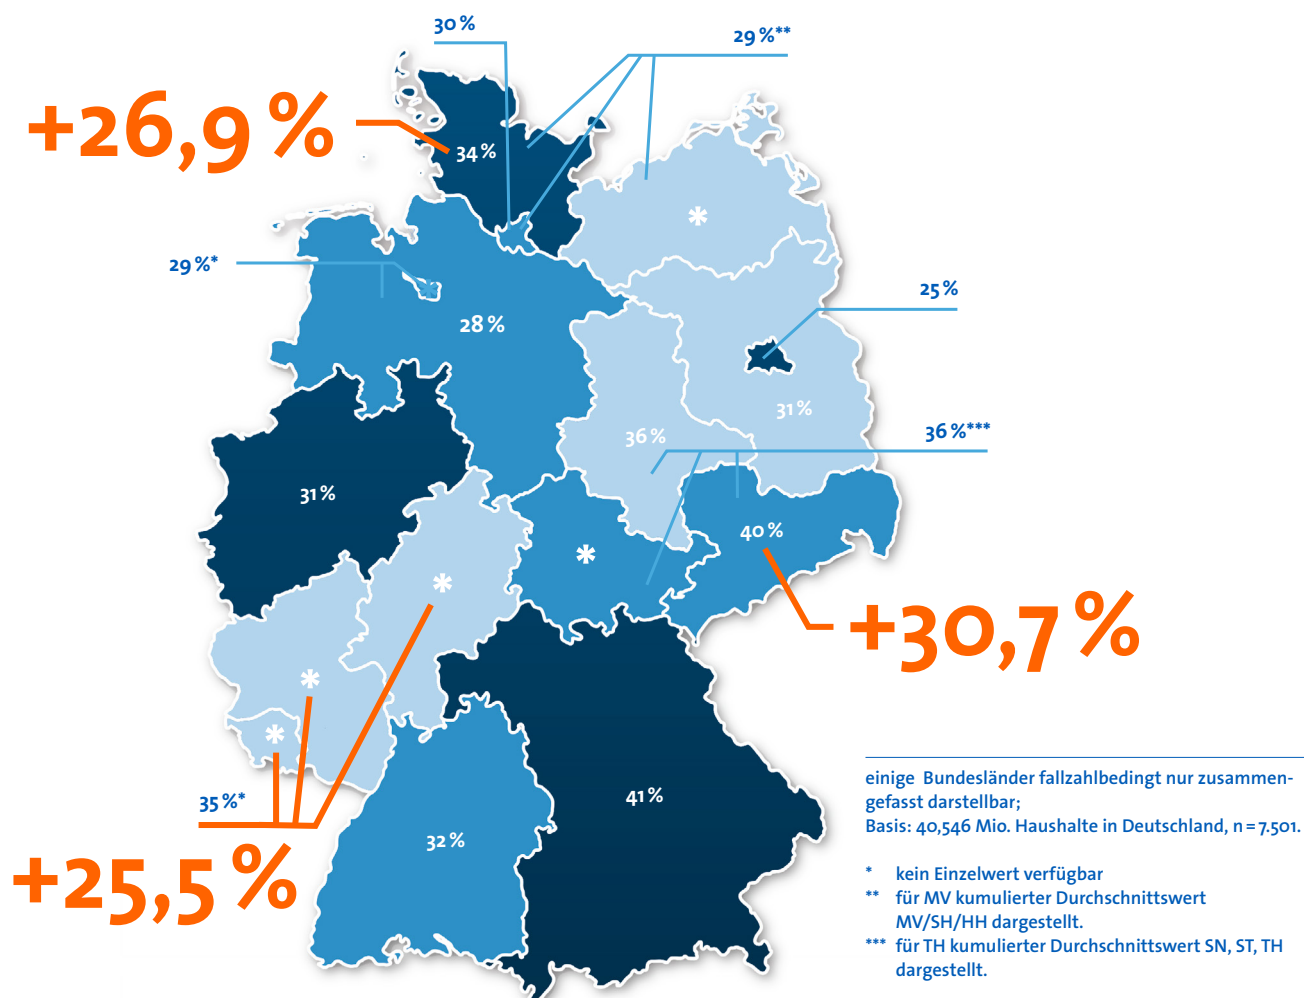 30 %
29 %**
+26,9 %
34 %
*
29 %*
*
25 %
28 %
31 %
36 %
36 %***
31 %
40 %
*
*
+30,7 %
*
*
35 %*
41 %
32 %
+25,5 %
einige Bundesländer fallzahlbedingt nur zusammen-
gefasst darstellbar;
Basis: 40,546 Mio. Haushalte in Deutschland, n = 7.501.
* kein Einzelwert verfügbar
** für MV kumulierter Durchschnittswert
MV/SH/HH dargestellt.
*** für TH kumulierter Durchschnittswert SN, ST, TH
dargestellt.